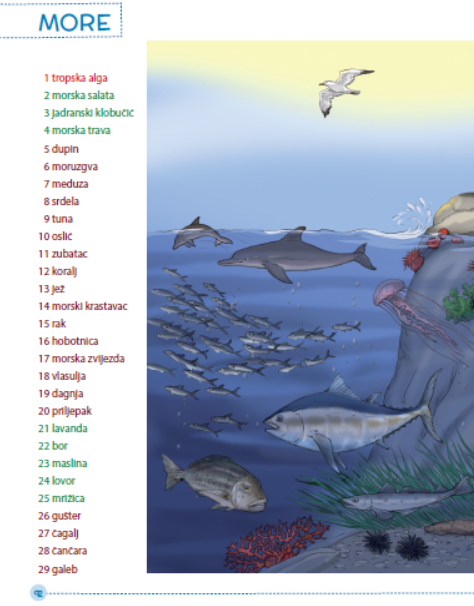 MORE
1 tropska alga
2 morska salata
3 jadranski klobučić
4 morska trava
5 dupin
6 moruzgva
7 meduza
8 srdela
9 tuna
10 oslić
11 zubatac
12 koralj
13 jež
14 morski krastavac
15 rak
16 hobotnica
17 morska zvijezda
18 vlasulja
19 dagnja
20 priljepak
21 lavanda
22 bor
23 maslina
24 lovor
25 mrižica
26 gušter
27 čagalj
28 čančara
29 galeb